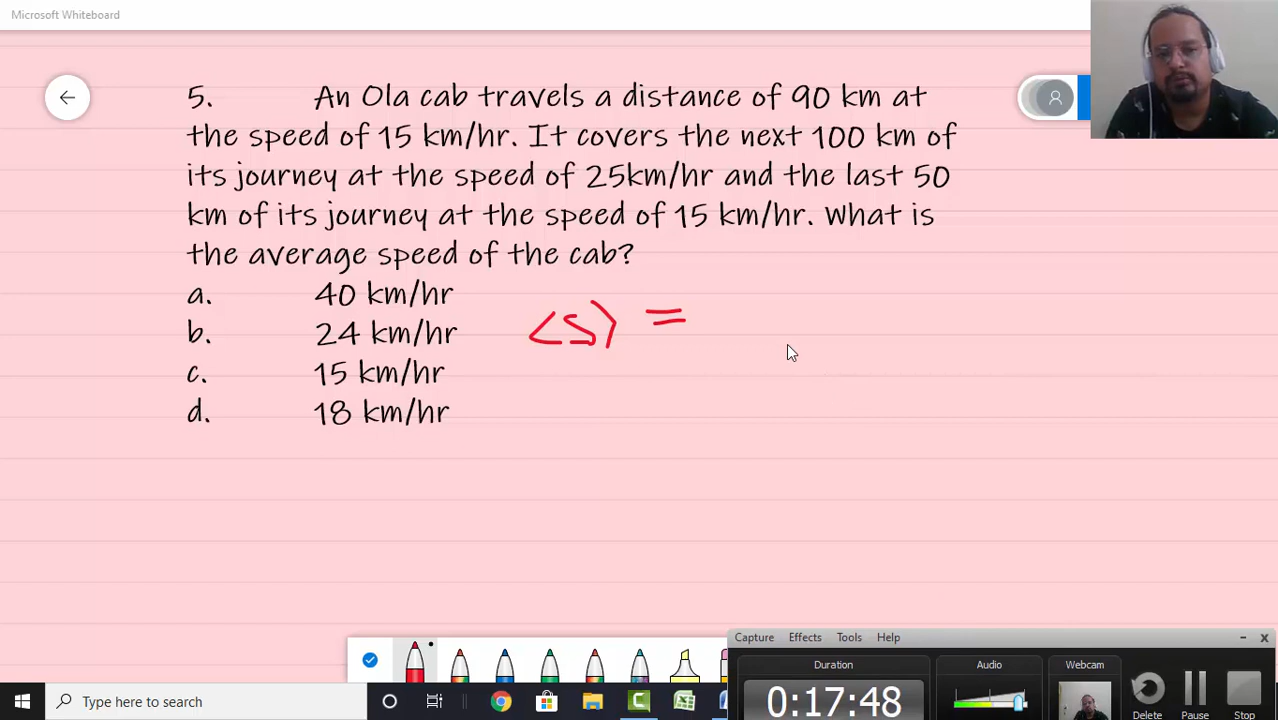 Microsoft Whiteboard
5. An Ola cab travels a distance of 90 km at
the speed of 15 km/hr. It covers the next 100 km of
its journey at the speed of 25km/hr and the last 50
km of its journey at the speed of 15 km/hr. What is
the average speed of the cab?
a. 40 km/hr
b. 24 km/hr
c. 15 km/hr
d. 18 km/hr
<S> =
Capture Effects Tools Help
Duration Audio Webcam
0:17:48
Delete Pause Stop
Type here to search